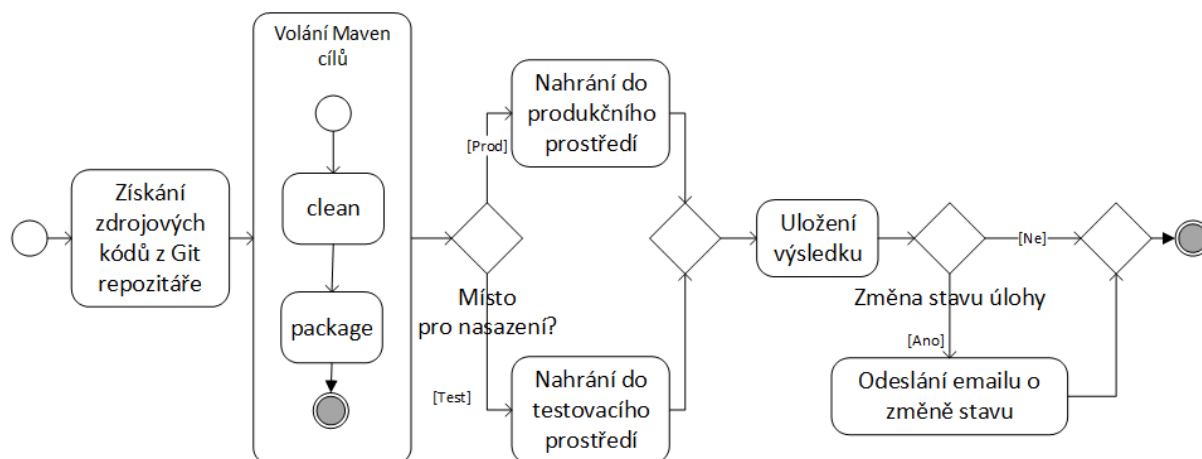 Získání
zdrojových
kódů z Git
repozitáře
Volání Maven
cílů
clean
package
[Prod]
Místo
pro nasazení?
[Test]
Nahrání do
produkčního
prostředí
Nahrání do
testovacího
prostředí
Uložení
výsledku
[Ne]
Změna stavu úlohy
[Ano]
Odeslání emailu o
změně stavu